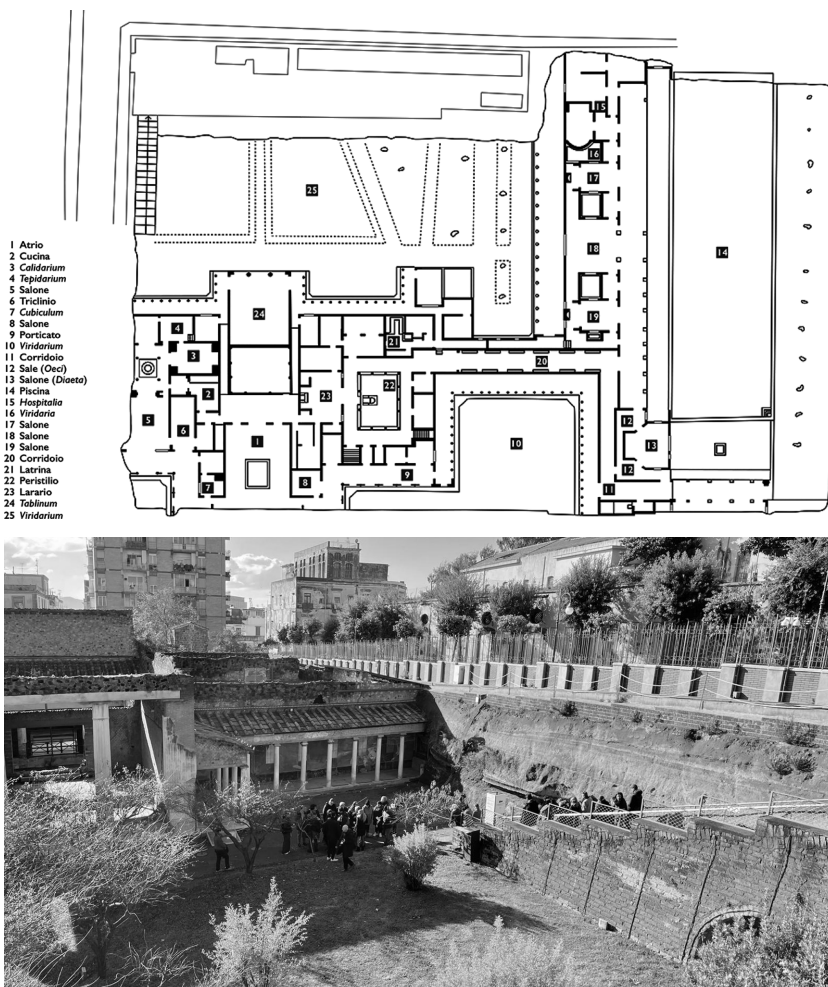 1 Atrio
2 Cucina
3 Calidarium
4 Tepidarium
5 Salone
6 Triclinio
7 Cubiculum
8 Salone
9 Porticato
10 Viridarium
11 Corridoio
12 Sale (Oeci)
13 Salone (Diaeta)
14 Piscina
15 Hospitalia
16 Viridaria
17 Salone
18 Salone
19 Salone
20 Corridoio
21 Latrina
22 Peristilio
23 Larario
24 Tablinum
25 Viridarium
15
16
17
25
18
14
24
19
4
21
3
20
22
2
23
5
12
6
1
10
13
12
9
8
7
11